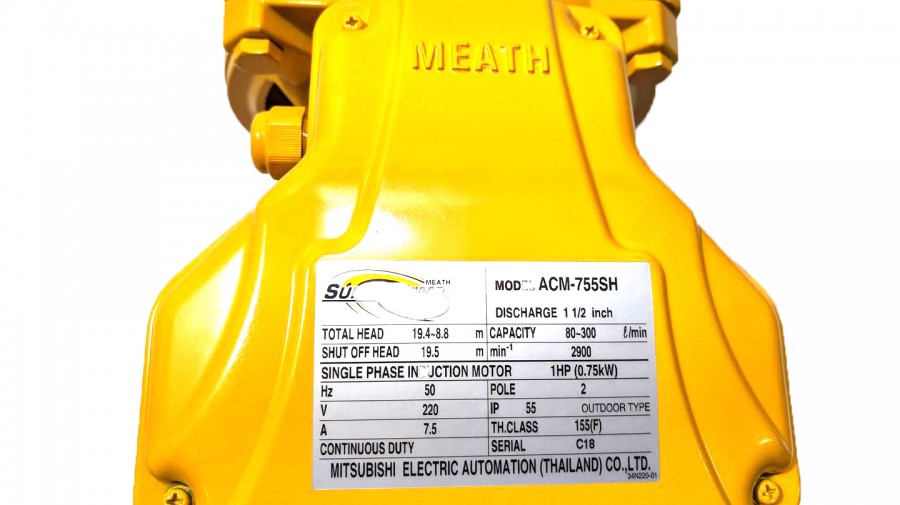 MEATH
MEATH
MODEL ACM-755SH
DISCHARGE 1 1/2 inch
TOTAL HEAD 19.4~8.8 m CAPACITY 80~300 ℓ/min
SHUT OFF HEAD 19.5 m min⁻¹ 2900
SINGLE PHASE INDUCTION MOTOR 1HP (0.75kW)
Hz 50 POLE 2
V 220 IP 55 OUTDOOR TYPE
A 7.5 TH.CLASS 155(F)
CONTINUOUS DUTY SERIAL C18
MITSUBISHI ELECTRIC AUTOMATION (THAILAND) CO.,LTD.
34N220-01